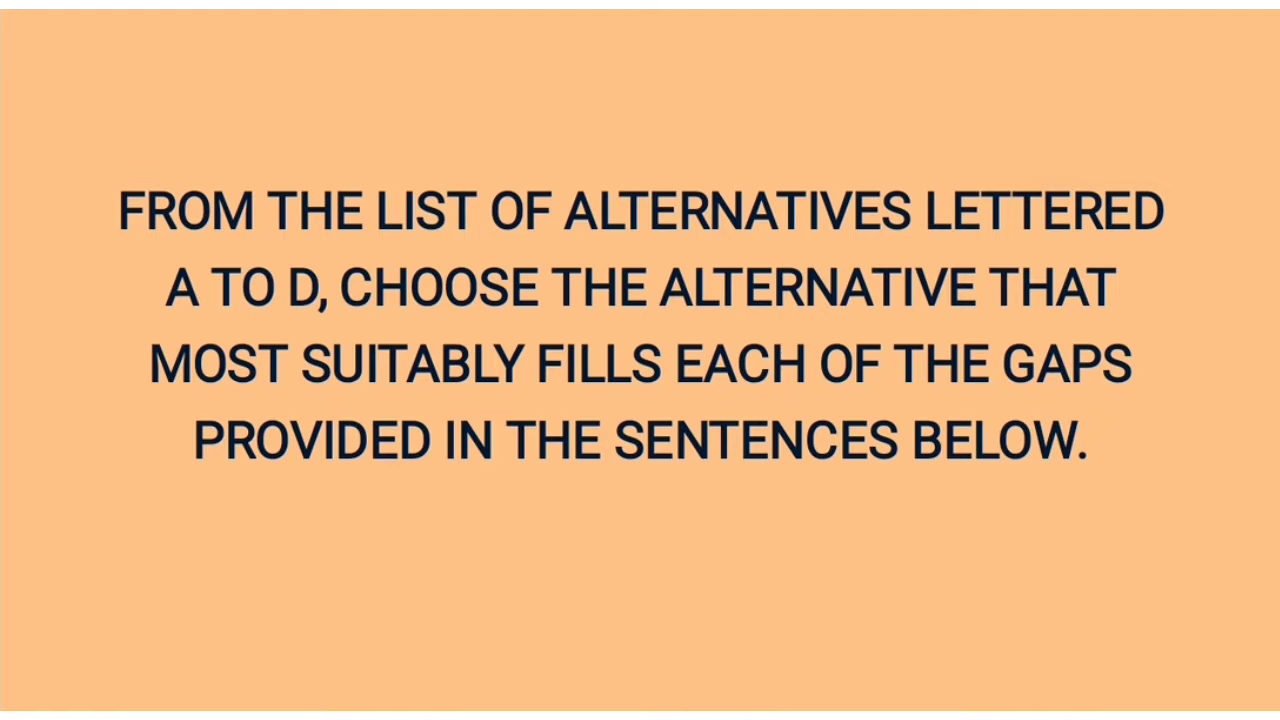 FROM THE LIST OF ALTERNATIVES LETTERED
A TO D, CHOOSE THE ALTERNATIVE THAT
MOST SUITABLY FILLS EACH OF THE GAPS
PROVIDED IN THE SENTENCES BELOW.